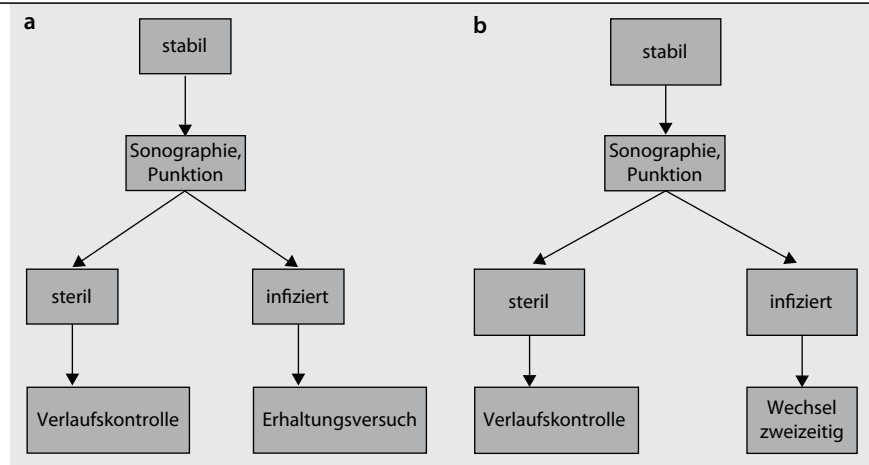 a
stabil
Sonographie,
Punktion
steril
infiziert
Verlaufskontrolle
Erhaltungsversuch
b
stabil
Sonographie,
Punktion
steril
infiziert
Verlaufskontrolle
Wechsel
zweizeitig